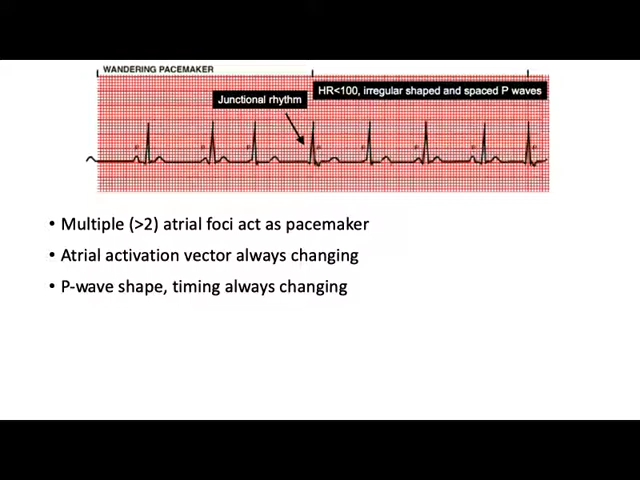 WANDERING PACEMAKER
HR<100, irregular shaped and spaced P waves
Junctional rhythm
P P P P P P P P
• Multiple (>2) atrial foci act as pacemaker
• Atrial activation vector always changing
• P-wave shape, timing always changing